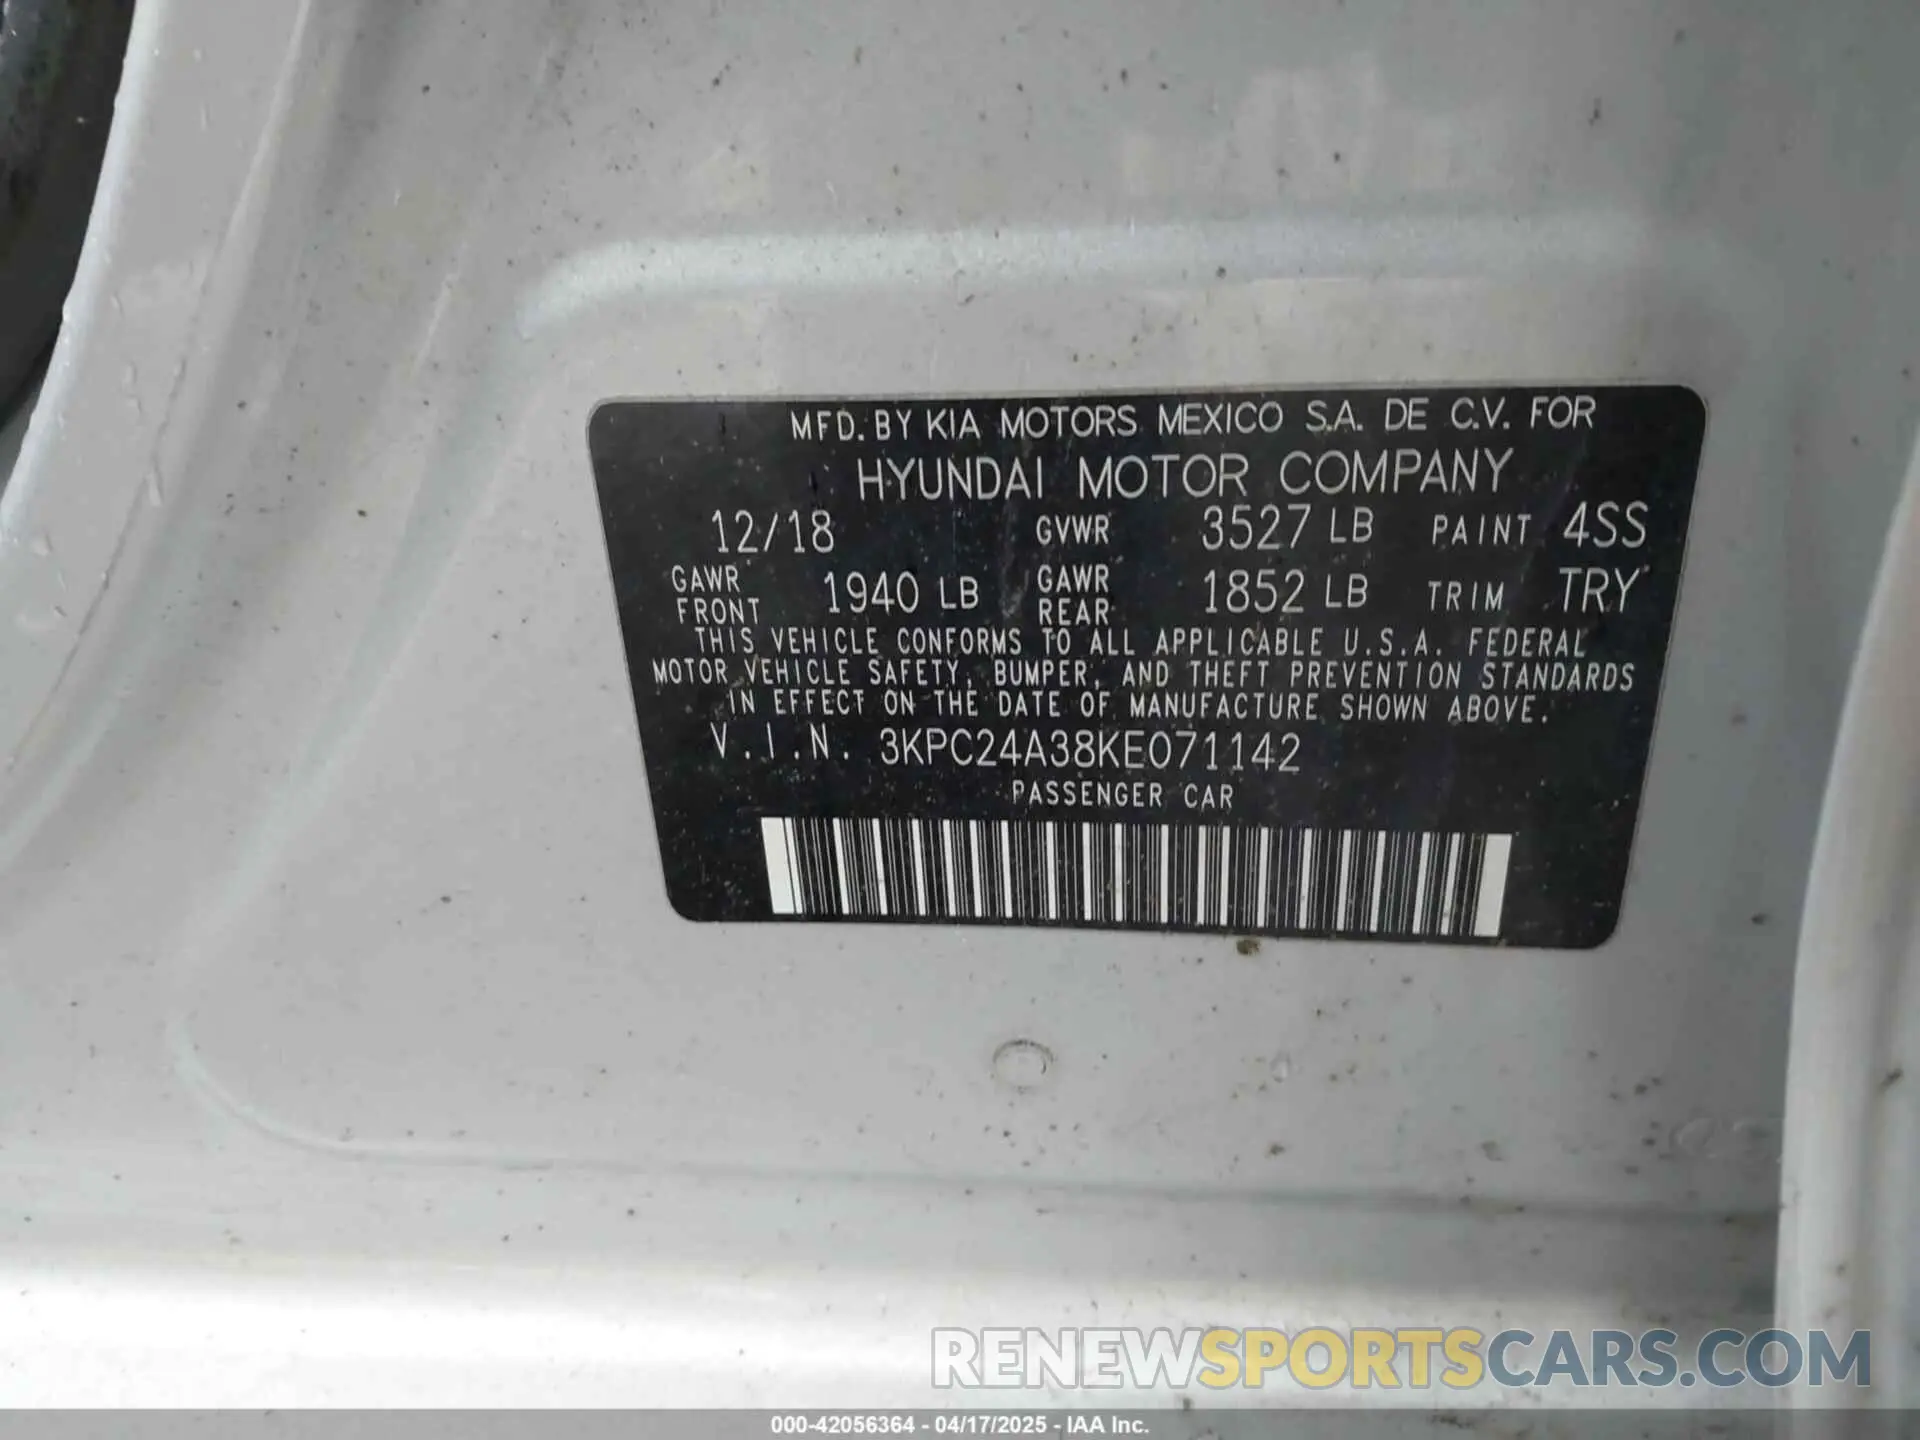 MFD. BY KIA MOTORS MEXICO S.A. DE C.V. FOR
HYUNDAI MOTOR COMPANY
12/18 GVWR 3527 LB PAINT 4SS
GAWR FRONT 1940 LB GAWR REAR 1852 LB TRIM TRY
THIS VEHICLE CONFORMS TO ALL APPLICABLE U.S.A. FEDERAL
MOTOR VEHICLE SAFETY, BUMPER, AND THEFT PREVENTION STANDARDS
IN EFFECT ON THE DATE OF MANUFACTURE SHOWN ABOVE.
V.I.N. 3KPC24A38KE071142
PASSENGER CAR
RENEWSPORTSCARS.COM
000-42056364 - 04/17/2025 - IAA Inc.